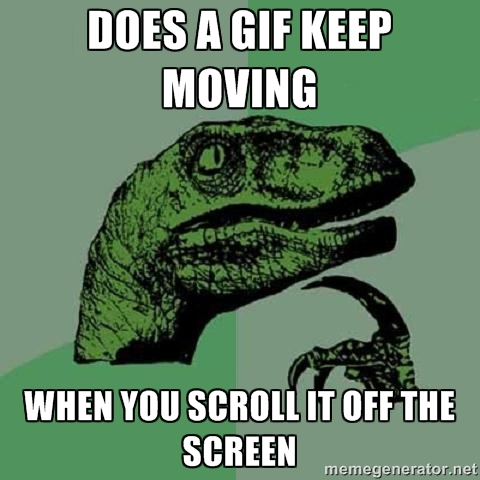 DOES A GIF KEEP
MOVING
WHEN YOU SCROLL IT OFF THE
SCREEN
memegenerator.net